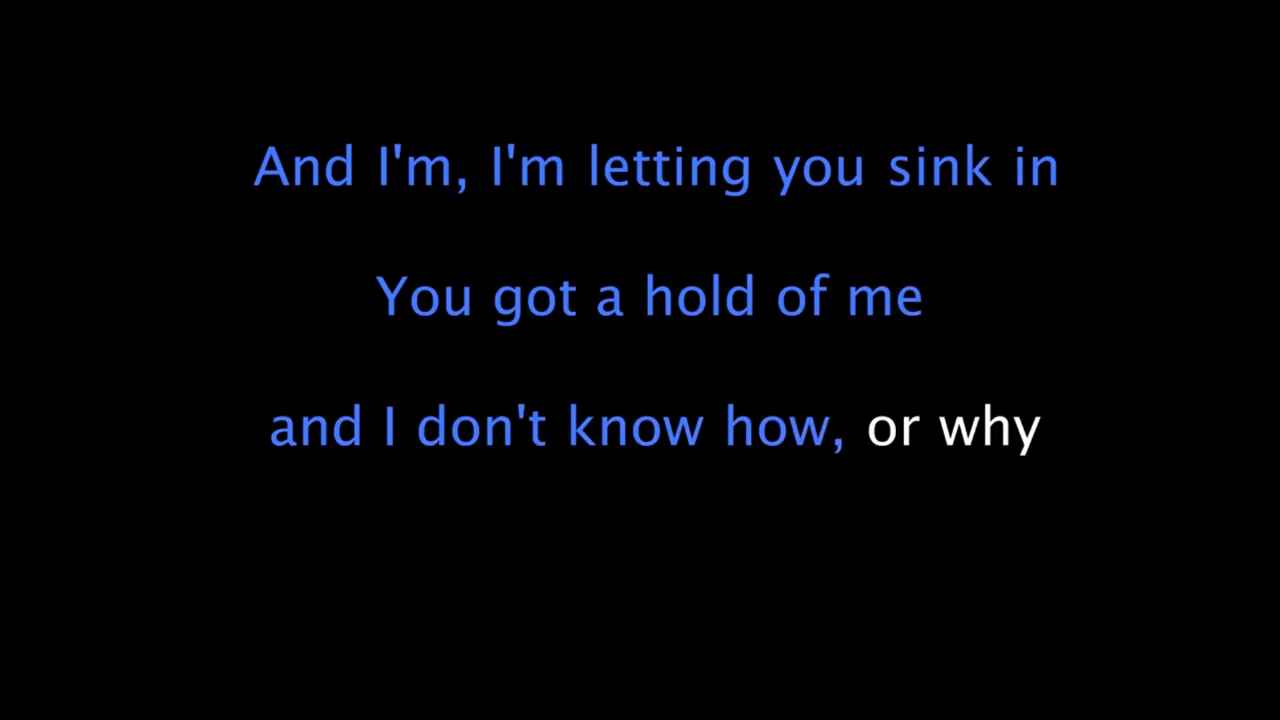 And I'm, I'm letting you sink in
You got a hold of me
and I don't know how, or why